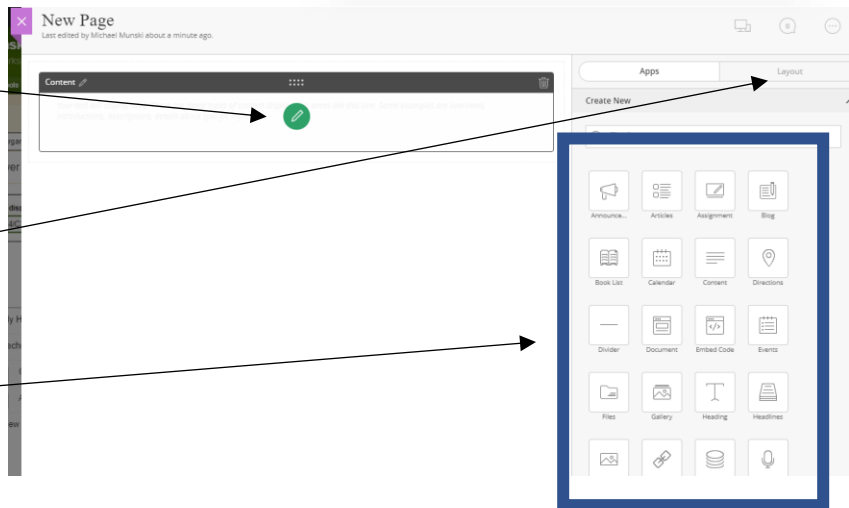 New Page
Last edited by Michael Munski about a minute ago.
Content
Apps
Layout
Create New
Announce...
Articles
Assignment
Blog
Book List
Calendar
Content
Directions
Divider
Document
Embed Code
Events
Files
Gallery
Heading
Headlines